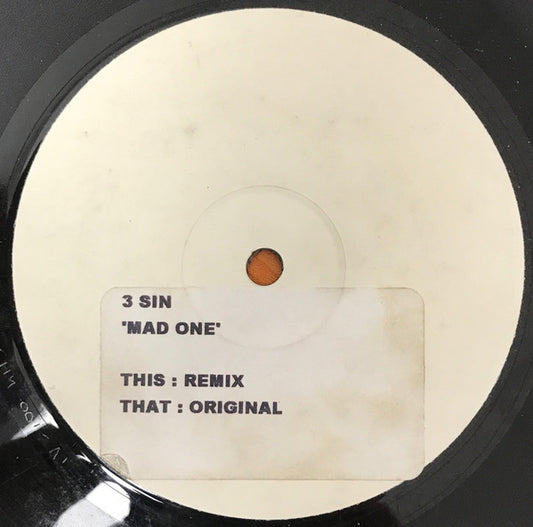 3 SIN
'MAD ONE'
THIS : REMIX
THAT : ORIGINAL